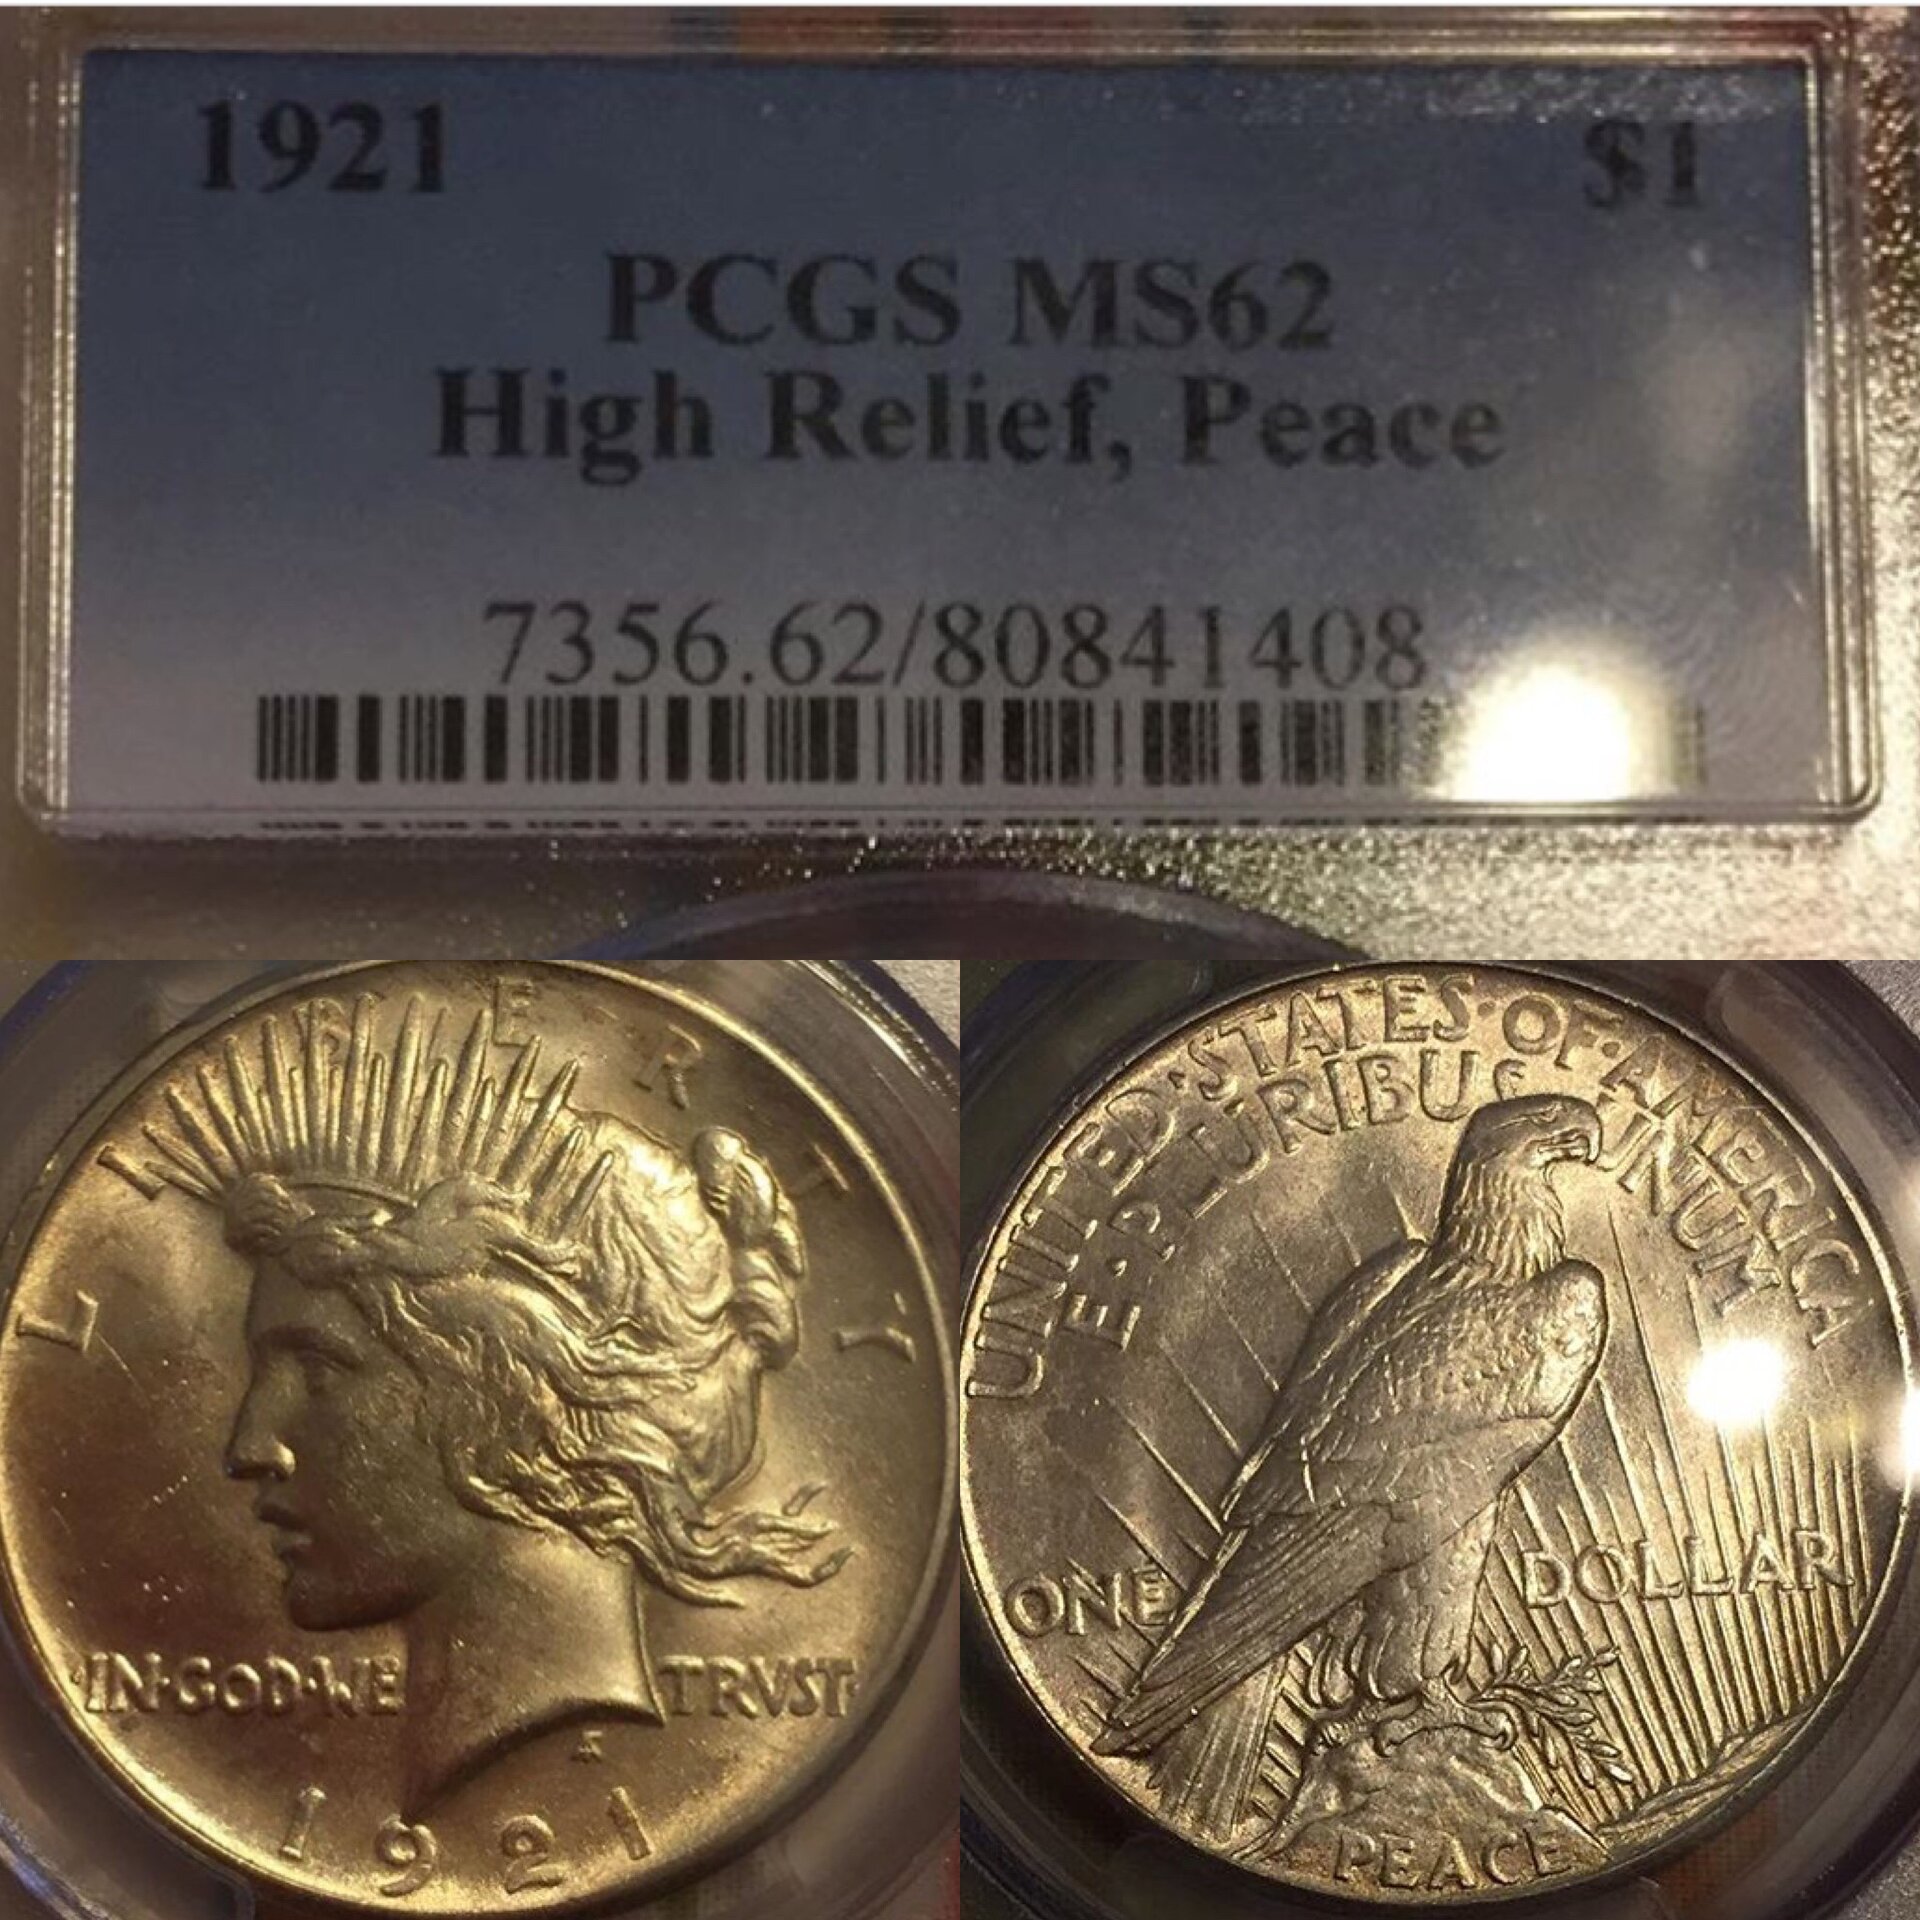 1921 $1
PCGS MS62
High Relief, Peace
7356.62/80841408
LIBERTY
IN·GOD·WE TRVST·
1921
UNITED·STATES·OF·AMERICA
E·PLURIBUS UNUM
ONE DOLLAR
PEACE